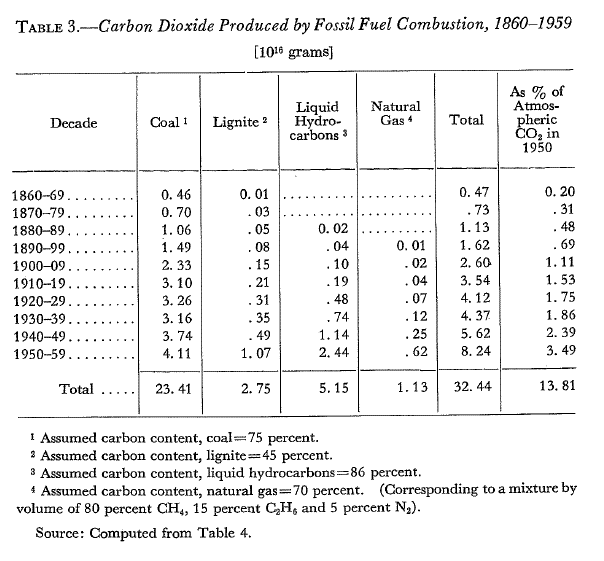 TABLE 3.—Carbon Dioxide Produced by Fossil Fuel Combustion, 1860–1959
[10¹⁶ grams]
Decade Coal ¹ Lignite ² Liquid Hydro-carbons ³ Natural Gas ⁴ Total As % of Atmos-pheric CO₂ in 1950
1860–69......... 0.46 0.01 .......... .......... 0.47 0.20
1870–79......... 0.70 .03 .......... .......... .73 .31
1880–89......... 1.06 .05 0.02 .......... 1.13 .48
1890–99......... 1.49 .08 .04 0.01 1.62 .69
1900–09......... 2.33 .15 .10 .02 2.60 1.11
1910–19......... 3.10 .21 .19 .04 3.54 1.53
1920–29......... 3.26 .31 .48 .07 4.12 1.75
1930–39......... 3.16 .35 .74 .12 4.37 1.86
1940–49......... 3.74 .49 1.14 .25 5.62 2.39
1950–59......... 4.11 1.07 2.44 .62 8.24 3.49
Total ..... 23.41 2.75 5.15 1.13 32.44 13.81
¹ Assumed carbon content, coal=75 percent.
² Assumed carbon content, lignite=45 percent.
³ Assumed carbon content, liquid hydrocarbons=86 percent.
⁴ Assumed carbon content, natural gas=70 percent. (Corresponding to a mixture by
volume of 80 percent CH₄, 15 percent C₂H₆ and 5 percent N₂).
Source: Computed from Table 4.